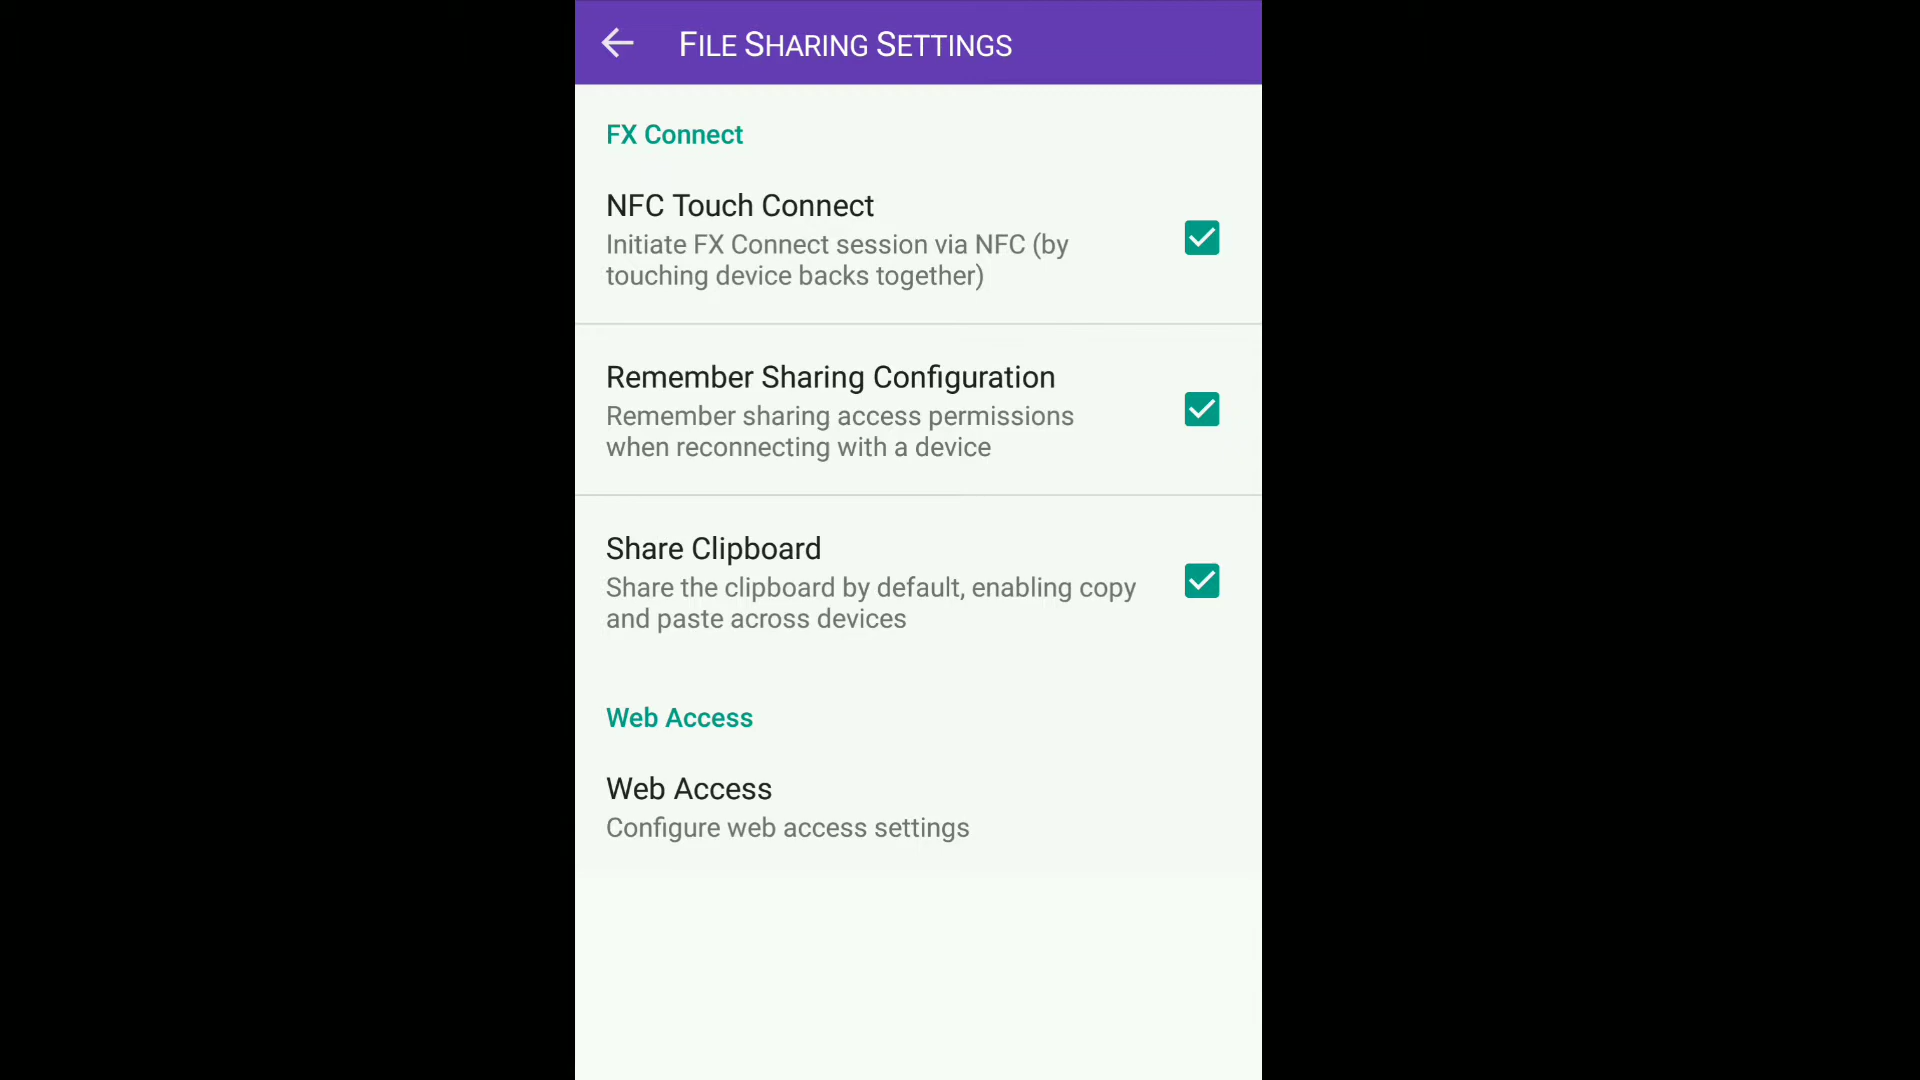 FILE SHARING SETTINGS
FX Connect
NFC Touch Connect
Initiate FX Connect session via NFC (by
touching device backs together)
Remember Sharing Configuration
Remember sharing access permissions
when reconnecting with a device
Share Clipboard
Share the clipboard by default, enabling copy
and paste across devices
Web Access
Web Access
Configure web access settings